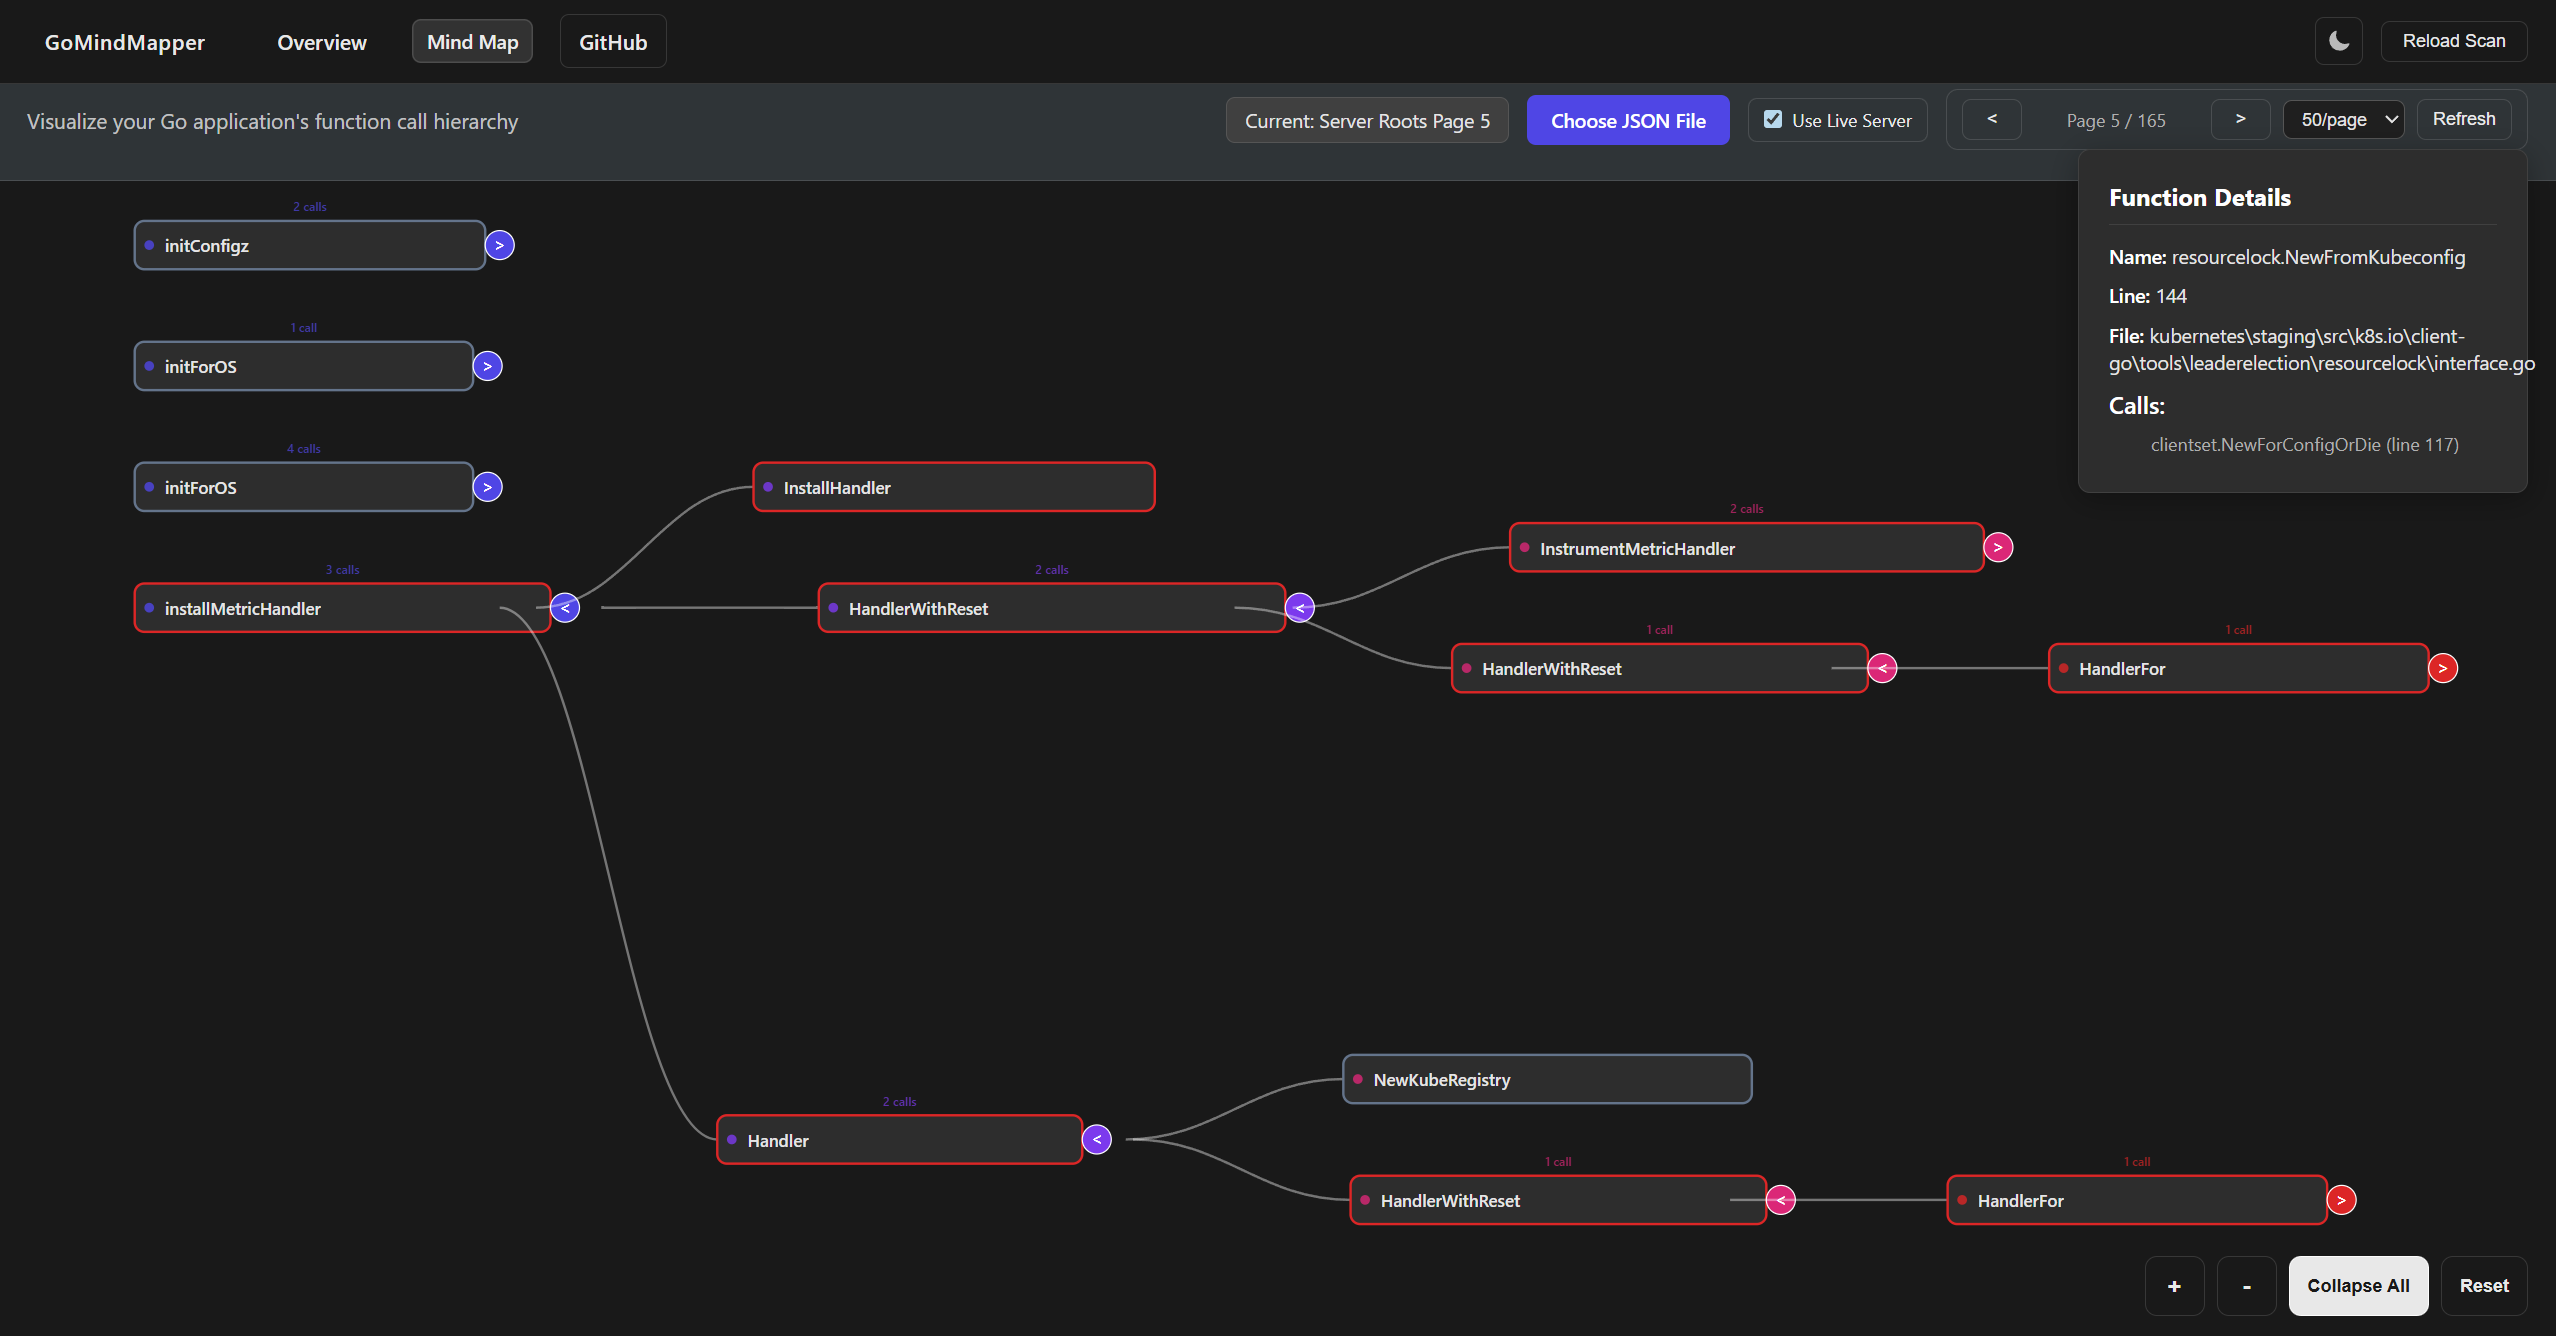 GoMindMapper
Overview
Mind Map
GitHub
Reload Scan
Visualize your Go application's function call hierarchy
Current: Server Roots Page 5
Choose JSON File
Use Live Server
<
Page 5 / 165
>
50/page
Refresh
Function Details
Name: resourcelock.NewFromKubeconfig
Line: 144
File: kubernetes\staging\src\k8s.io\client-
go\tools\leaderelection\resourcelock\interface.go
Calls:
clientset.NewForConfigOrDie (line 117)
2 calls
initConfigz
>
1 call
initForOS
>
4 calls
initForOS
>
InstallHandler
2 calls
InstrumentMetricHandler
>
3 calls
installMetricHandler
<
2 calls
HandlerWithReset
<
1 call
HandlerWithReset
<
1 call
HandlerFor
>
NewKubeRegistry
2 calls
Handler
<
1 call
HandlerWithReset
<
1 call
HandlerFor
>
+
-
Collapse All
Reset